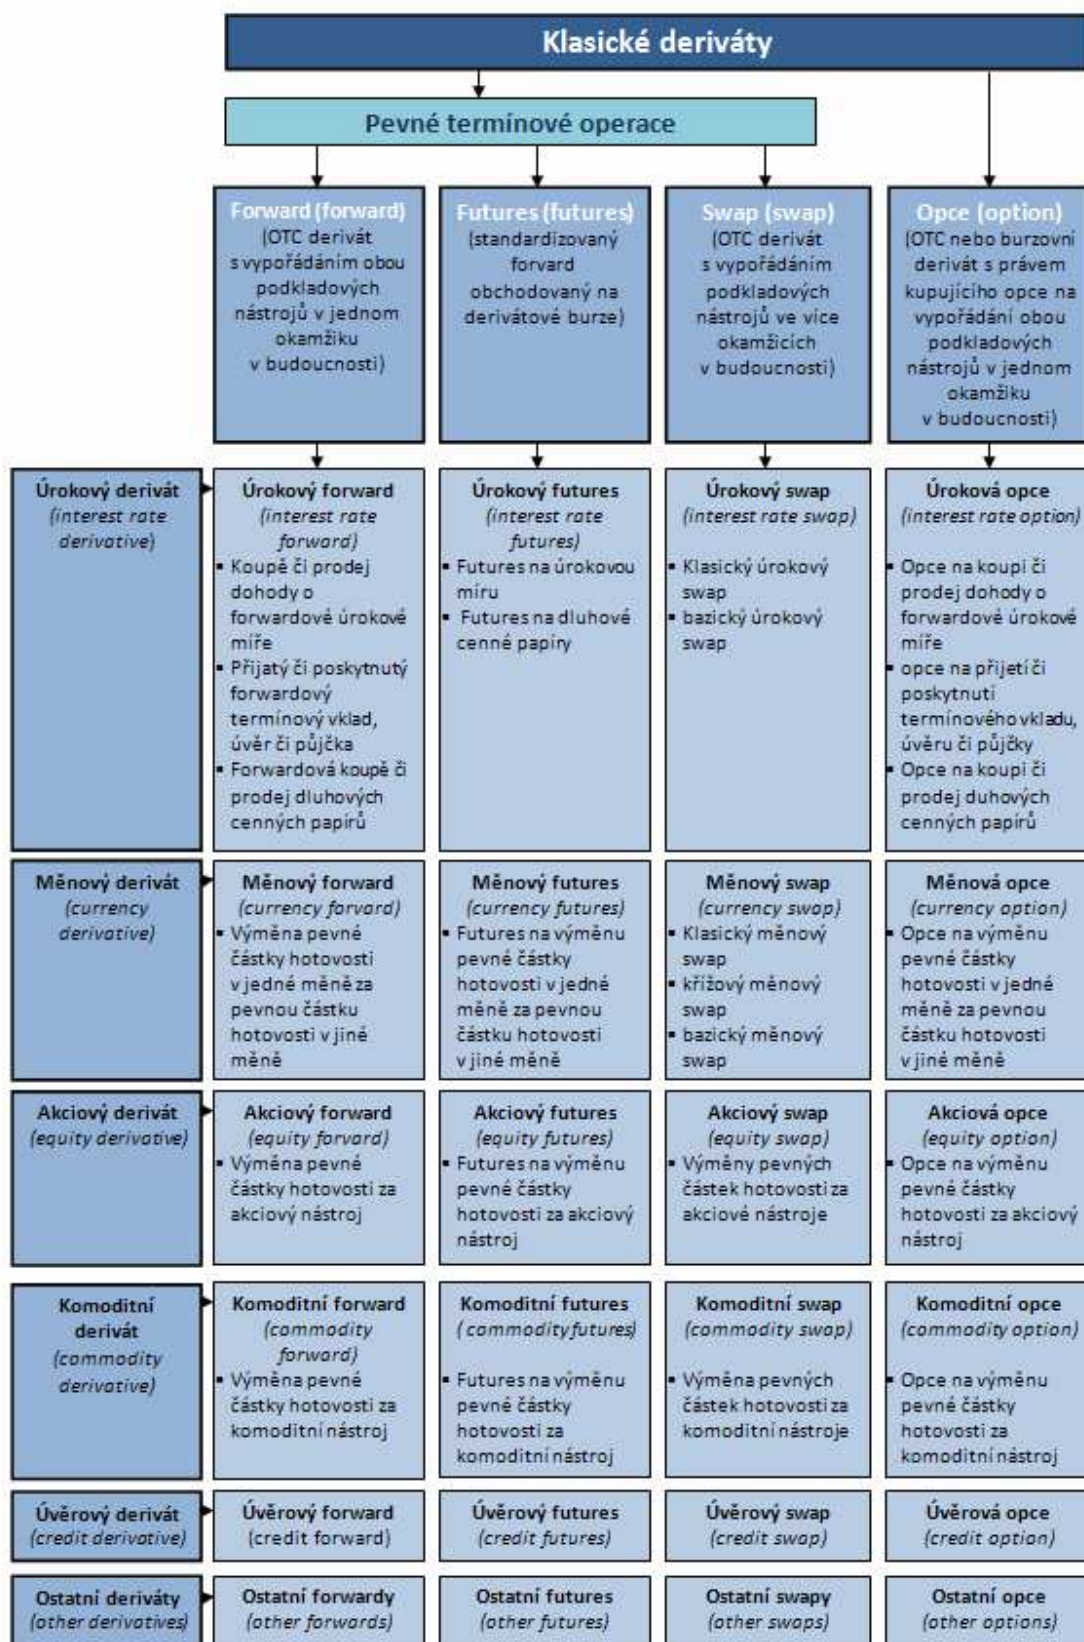 Klasické deriváty
Pevné termínové operace
Forward (forward)
(OTC derivát
s vypořádáním obou
podkladových
nástrojů v jednom
okamžiku
v budoucnosti)
Futures (futures)
(standardizovaný
forvard
obchodovaný na
derivátové burze)
Swap (swap)
(OTC derivát
s vypořádáním
podkladových
nástrojů ve více
okamžicích
v budoucnosti)
Opce (option)
(OTC nebo burzovní
derivát s právem
kupujícího opce na
vypořádání obou
podkladových
nástrojů v jednom
okamžiku
v budoucnosti)
Úrokový derivát
(interest rate
derivative)
Úrokový forward
(interest rate
forward)
▪ Koupě či prodej
dohody o
forwardové úrokové
míře
▪ Přijatý či poskytnutý
forwardový
termínový vklad,
úvěr či půjčka
▪ Forwardová koupě či
prodej dluhových
cenných papírů
Úrokový futures
(interest rate
futures)
▪ Futures na úrokovou
míru
▪ Futures na dluhové
cenné papíry
Úrokový swap
(interest rate swap)
▪ Klasický úrokový
swap
▪ bazický úrokový
swap
Úroková opce
(interest rate option)
▪ Opce na koupi či
prodej dohody o
forwardové úrokové
míře
▪ opce na přijetí či
poskytnutí
termínového vkladu,
úvěru či půjčky
▪ Opce na koupi či
prodej duhových
cenných papírů
Měnový derivát
(currency
derivative)
Měnový forward
(currency forvard)
▪ Výměna pevné
částky hotovosti
v jedné měně za
pevnou částku
hotovosti v jiné
měně
Měnový futures
(currency futures)
▪ Futures na výměnu
pevné částky
hotovosti v jedné
měně za pevnou
částku hotovosti
v jiné měně
Měnový swap
(currency swap)
▪ Klasický měnový
swap
▪ křížový měnový
swap
▪ bazický měnový
swap
Měnová opce
(currency option)
▪ Opce na výměnu
pevné částky
hotovosti v jedné
měně za pevnou
částku hotovosti
v jiné měně
Akciový derivát
(equity derivative)
Akciový forward
(equity forvard)
▪ Výměna pevné
částky hotovosti za
akciový nástroj
Akciový futures
(equity futures)
▪ Futures na výměnu
pevné částky
hotovosti za akciový
nástroj
Akciový swap
(equity swap)
▪ Výměny pevných
částek hotovosti za
akciové nástroje
Akciová opce
(equity option)
▪ Opce na výměnu
pevné částky
hotovosti za akciový
nástroj
Komoditní
derivát
(commodity
derivative)
Komoditní forward
(commodity
forward)
▪ Výměna pevné
částky hotovosti za
komoditní nástroj
Komoditní futures
( commodity futures)
▪ Futures na výměnu
pevné částky
hotovosti za
komoditní nástroj
Komoditní swap
(commodity swap)
▪ Výměna pevných
částek hotovosti za
komoditní nástroje
Komoditní opce
(commodity option)
▪ Opce na výměnu
pevné částky
hotovosti za
komoditní nástroj
Úvěrový derivát
(credit derivative)
Úvěrový forward
(credit forward)
Úvěrový futures
(credit futures)
Úvěrový swap
(credit swap)
Úvěrová opce
(credit option)
Ostatní deriváty
(other derivatives)
Ostatní forwardy
(other forwards)
Ostatní futures
(other futures)
Ostatní swapy
(other swaps)
Ostatní opce
(other options)